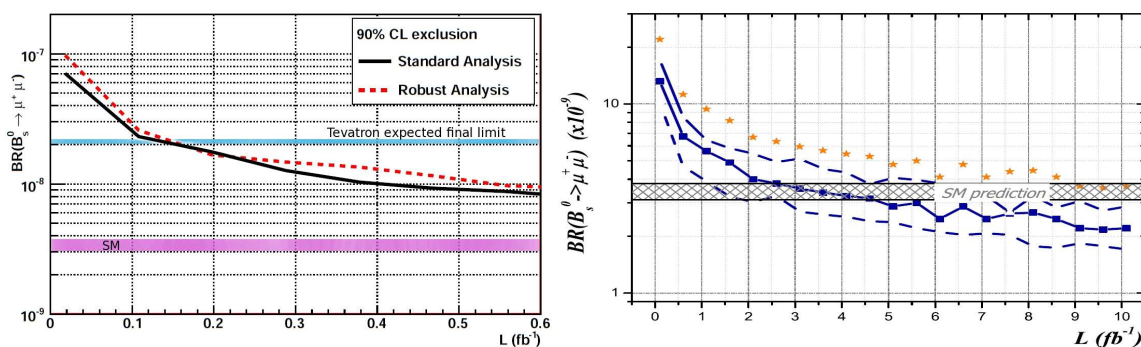 BR(B⁰ₛ → μ⁺ μ⁻)
10⁻⁷
10⁻⁸
10⁻⁹
90% CL exclusion
Standard Analysis
Robust Analysis
Tevatron expected final limit
SM
0 0.1 0.2 0.3 0.4 0.5 0.6
L (fb⁻¹)
BR(B⁰ₛ->μ⁺μ⁻) (x10⁻⁹)
10
1
SM prediction
0 1 2 3 4 5 6 7 8 9 10
L (fb⁻¹)